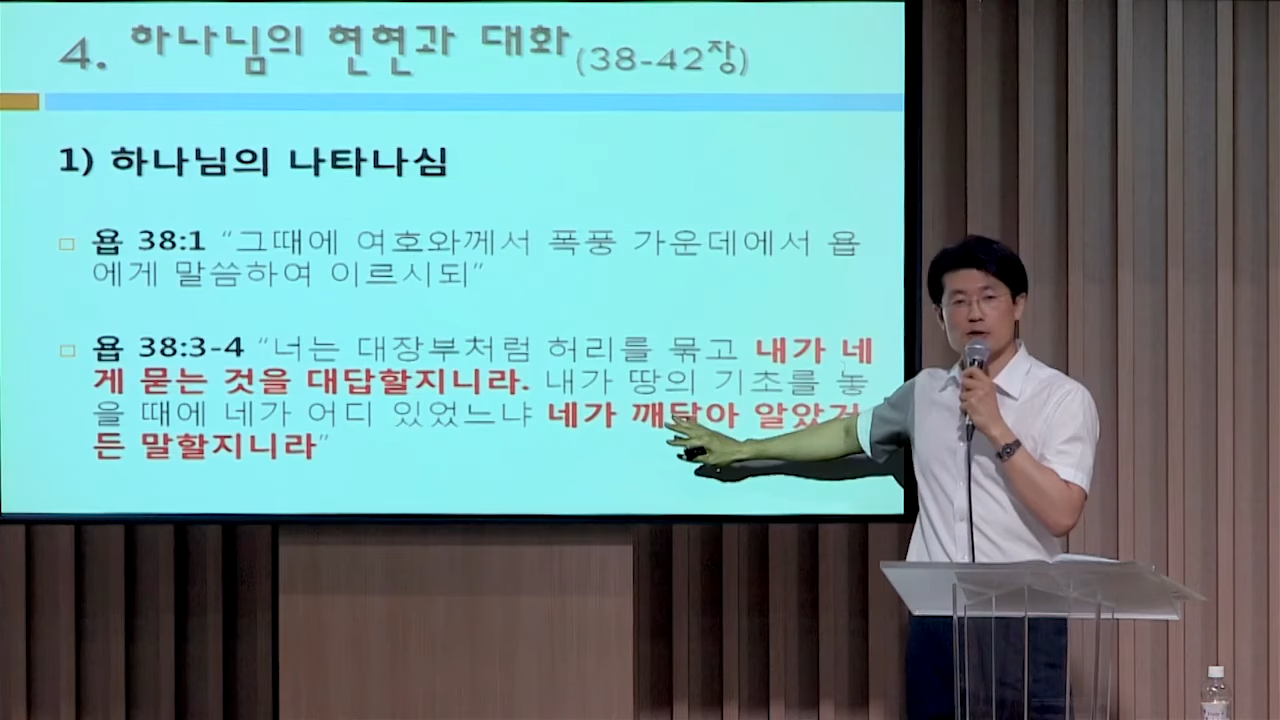 4. 하나님의 현현과 대화(38-42장)
1) 하나님의 나타나심
욥 38:1 “그때에 여호와께서 폭풍 가운데에서 욥
에게 말씀하여 이르시되”
욥 38:3-4 “너는 대장부처럼 허리를 묶고 내가 네
게 묻는 것을 대답할지니라. 내가 땅의 기초를 놓
을 때에 네가 어디 있었느냐 네가 깨달아 알았거
든 말할지니라”